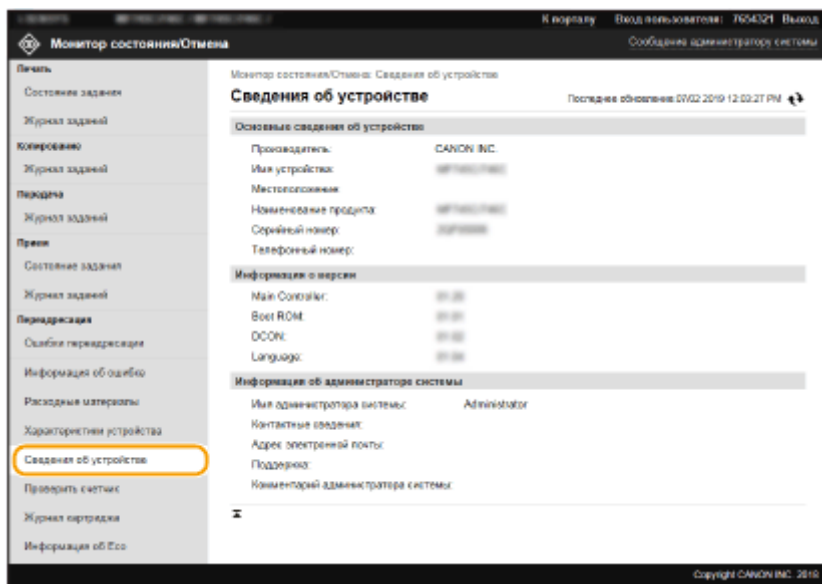 К порталу Вход пользователя: 7654321 Выход
Монитор состояния/Отмена
Сообщение администратору системы
Печать
Состояние задания
Журнал заданий
Копирование
Журнал заданий
Передача
Журнал заданий
Прием
Состояние задания
Журнал заданий
Переадресация
Ошибки переадресации
Информация об ошибке
Расходные материалы
Характеристики устройства
Сведения об устройстве
Проверить счетчик
Журнал картриджа
Информация об Eco
Монитор состояния/Отмена: Сведения об устройстве
Сведения об устройстве
Последнее обновление: 07/02 2019 12:03:27 PM
Основные сведения об устройстве
Производитель: CANON INC.
Имя устройства:
Местоположение:
Наименование продукта:
Серийный номер:
Телефонный номер:
Информация о версии
Main Controller:
Boot ROM:
DCON:
Language:
Информация об администраторе системы
Имя администратора системы: Administrator
Контактные сведения:
Адрес электронной почты:
Поддержка:
Комментарий администратора системы:
Copyright CANON INC. 2018